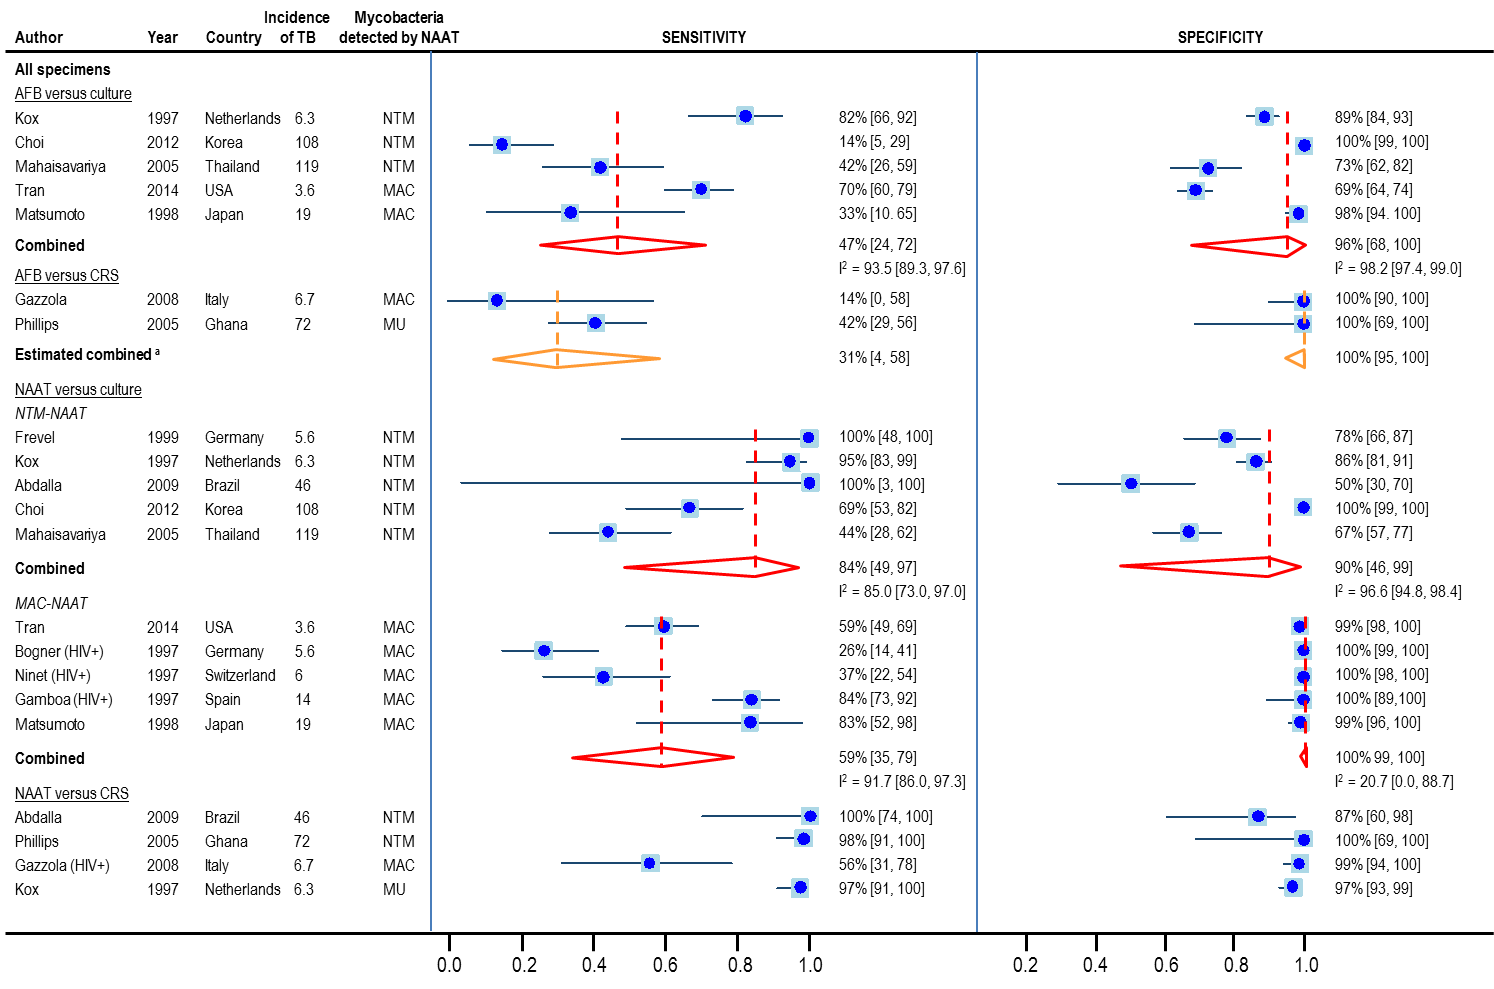 Incidence Mycobacteria
Author Year Country of TB detected by NAAT SENSITIVITY SPECIFICITY
All specimens
AFB versus culture
Kox 1997 Netherlands 6.3 NTM 82% [66, 92] 89% [84, 93]
Choi 2012 Korea 108 NTM 14% [5, 29] 100% [99, 100]
Mahaisavariya 2005 Thailand 119 NTM 42% [26, 59] 73% [62, 82]
Tran 2014 USA 3.6 MAC 70% [60, 79] 69% [64, 74]
Matsumoto 1998 Japan 19 MAC 33% [10. 65] 98% [94. 100]
Combined 47% [24, 72] 96% [68, 100]
I² = 93.5 [89.3, 97.6] I² = 98.2 [97.4, 99.0]
AFB versus CRS
Gazzola 2008 Italy 6.7 MAC 14% [0, 58] 100% [90, 100]
Phillips 2005 Ghana 72 MU 42% [29, 56] 100% [69, 100]
Estimated combined ª 31% [4, 58] 100% [95, 100]
NAAT versus culture
NTM-NAAT
Frevel 1999 Germany 5.6 NTM 100% [48, 100] 78% [66, 87]
Kox 1997 Netherlands 6.3 NTM 95% [83, 99] 86% [81, 91]
Abdalla 2009 Brazil 46 NTM 100% [3, 100] 50% [30, 70]
Choi 2012 Korea 108 NTM 69% [53, 82] 100% [99, 100]
Mahaisavariya 2005 Thailand 119 NTM 44% [28, 62] 67% [57, 77]
Combined 84% [49, 97] 90% [46, 99]
I² = 85.0 [73.0, 97.0] I² = 96.6 [94.8, 98.4]
MAC-NAAT
Tran 2014 USA 3.6 MAC 59% [49, 69] 99% [98, 100]
Bogner (HIV+) 1997 Germany 5.6 MAC 26% [14, 41] 100% [99, 100]
Ninet (HIV+) 1997 Switzerland 6 MAC 37% [22, 54] 100% [98, 100]
Gamboa (HIV+) 1997 Spain 14 MAC 84% [73, 92] 100% [89,100]
Matsumoto 1998 Japan 19 MAC 83% [52, 98] 99% [96, 100]
Combined 59% [35, 79] 100% 99, 100]
I² = 91.7 [86.0, 97.3] I² = 20.7 [0.0, 88.7]
NAAT versus CRS
Abdalla 2009 Brazil 46 NTM 100% [74, 100] 87% [60, 98]
Phillips 2005 Ghana 72 NTM 98% [91, 100] 100% [69, 100]
Gazzola (HIV+) 2008 Italy 6.7 MAC 56% [31, 78] 99% [94, 100]
Kox 1997 Netherlands 6.3 MU 97% [91, 100] 97% [93, 99]
0.0 0.2 0.4 0.6 0.8 1.0 0.2 0.4 0.6 0.8 1.0